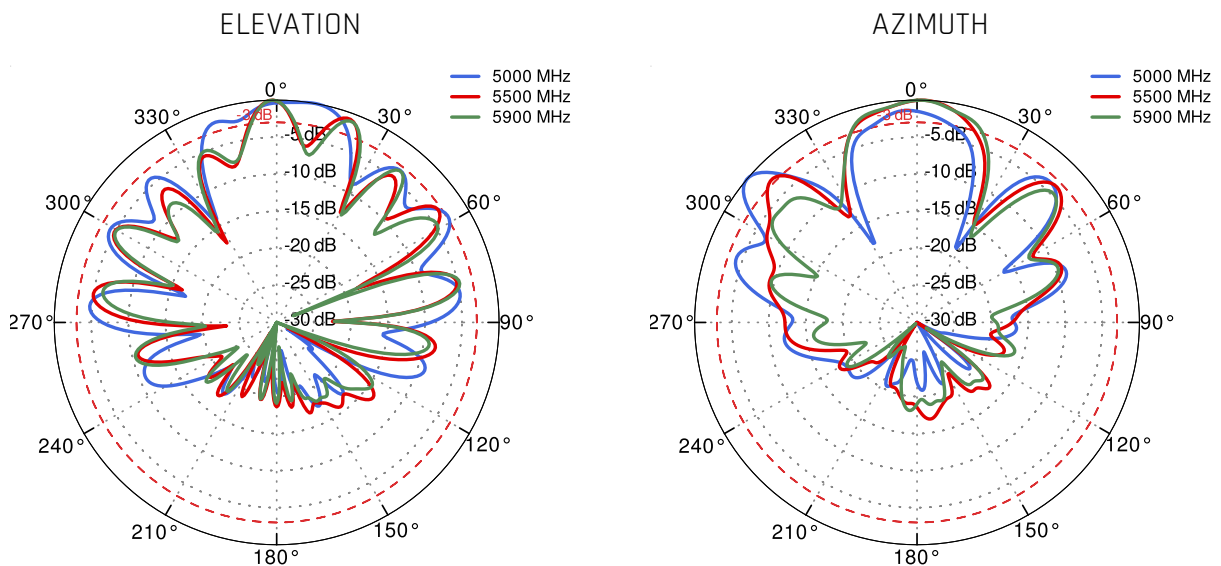 ELEVATION
5000 MHz
5500 MHz
5900 MHz
0°
330°
30°
-3 dB
-5 dB
-10 dB
300°
60°
-15 dB
-20 dB
-25 dB
270°
-30 dB
90°
240°
120°
210°
150°
180°
AZIMUTH
5000 MHz
5500 MHz
5900 MHz
0°
330°
30°
-3 dB
-5 dB
-10 dB
300°
60°
-15 dB
-20 dB
-25 dB
270°
-30 dB
90°
240°
120°
210°
150°
180°